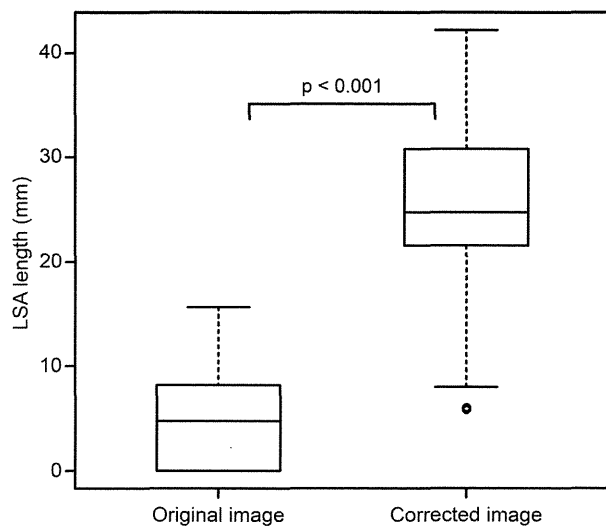 40
p < 0.001
30
LSA length (mm)
20
10
0
Original image
Corrected image